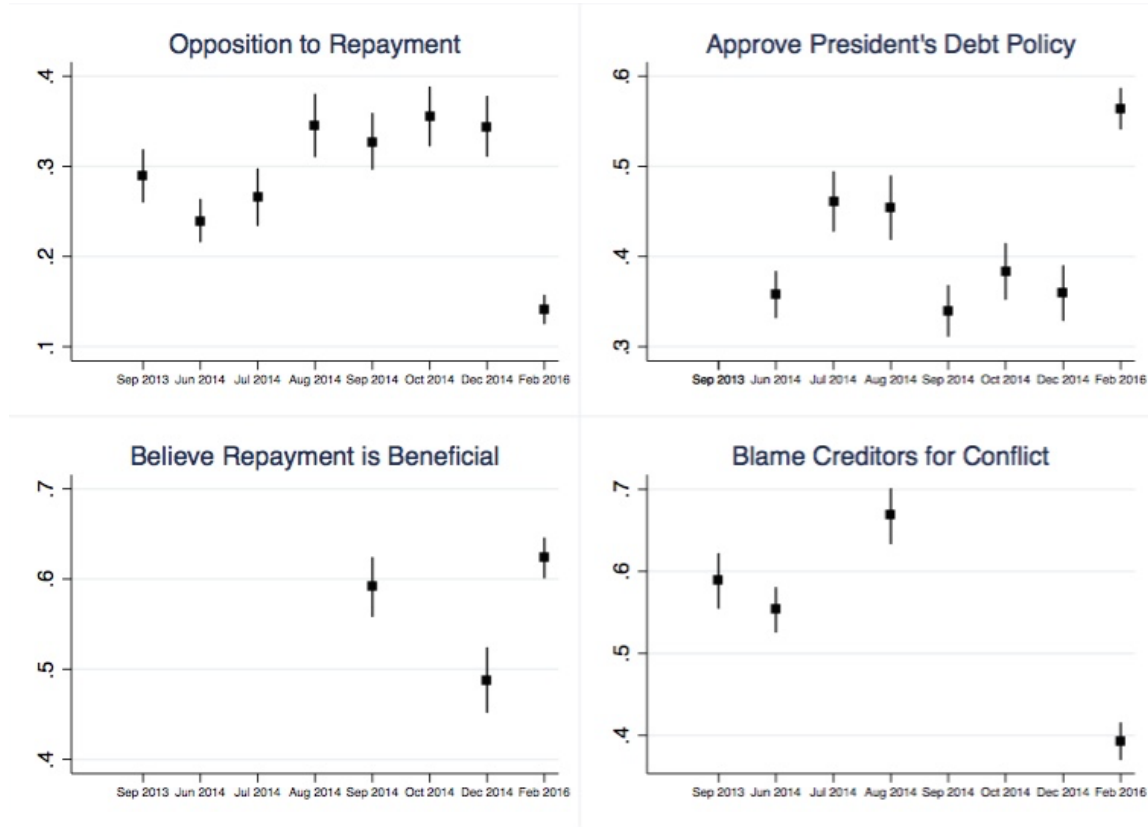 Opposition to Repayment
.4
.3
.2
.1
Sep 2013 Jun 2014 Jul 2014 Aug 2014 Sep 2014 Oct 2014 Dec 2014 Feb 2016
Approve President's Debt Policy
.6
.5
.4
.3
Sep 2013 Jun 2014 Jul 2014 Aug 2014 Sep 2014 Oct 2014 Dec 2014 Feb 2016
Believe Repayment is Beneficial
.7
.6
.5
.4
Sep 2013 Jun 2014 Jul 2014 Aug 2014 Sep 2014 Oct 2014 Dec 2014 Feb 2016
Blame Creditors for Conflict
.7
.6
.5
.4
Sep 2013 Jun 2014 Jul 2014 Aug 2014 Sep 2014 Oct 2014 Dec 2014 Feb 2016